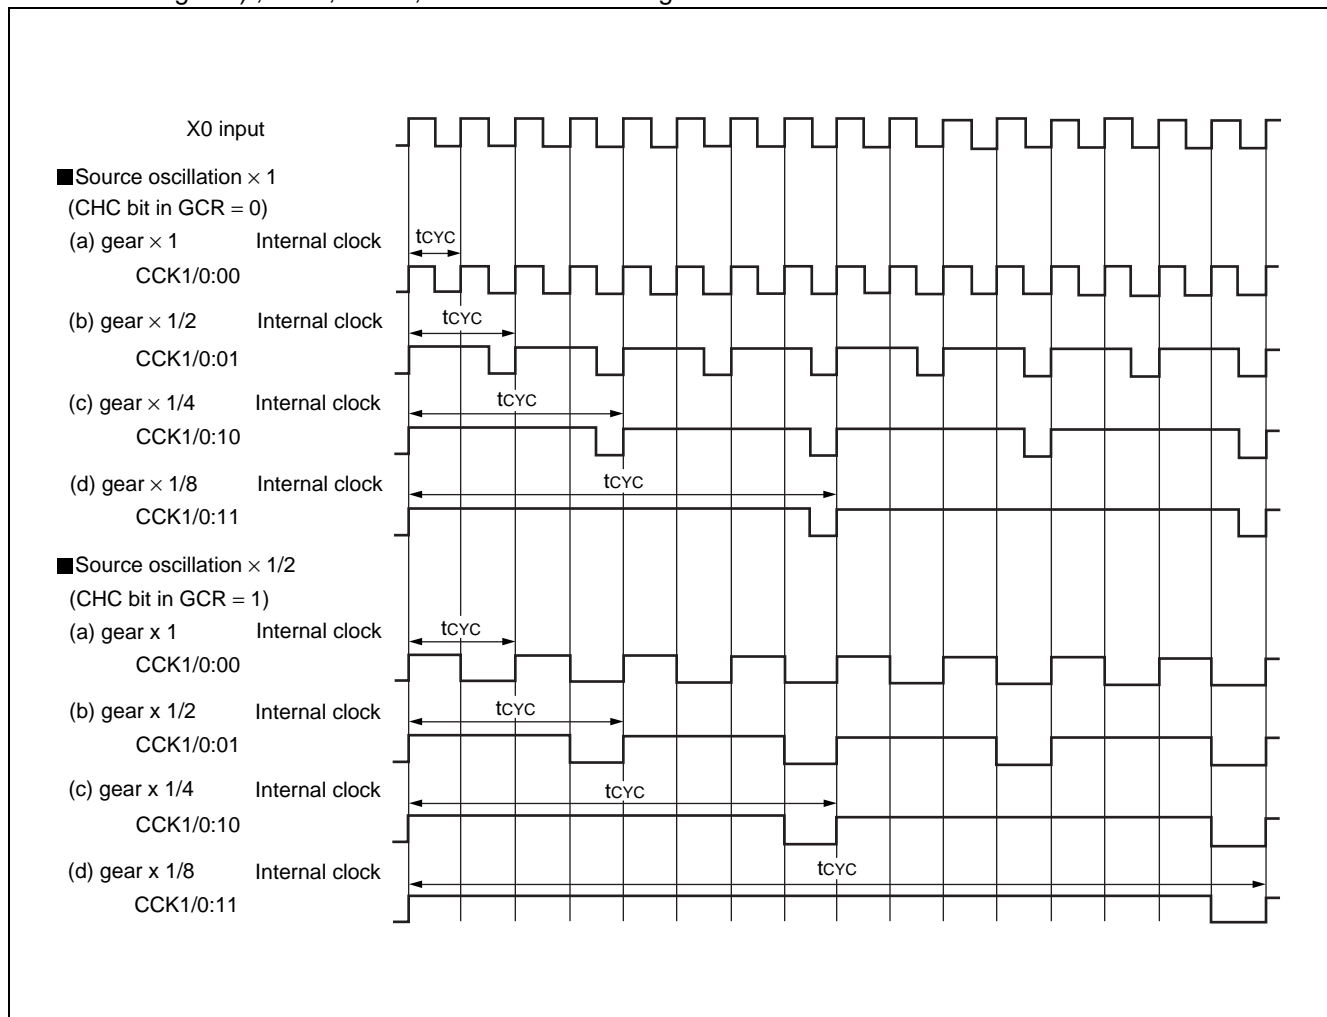 X0 input
■Source oscillation × 1
(CHC bit in GCR = 0)
(a) gear × 1 Internal clock tCYC
CCK1/0:00
(b) gear × 1/2 Internal clock tCYC
CCK1/0:01
(c) gear × 1/4 Internal clock tCYC
CCK1/0:10
(d) gear × 1/8 Internal clock tCYC
CCK1/0:11
■Source oscillation × 1/2
(CHC bit in GCR = 1)
(a) gear x 1 Internal clock tCYC
CCK1/0:00
(b) gear x 1/2 Internal clock tCYC
CCK1/0:01
(c) gear x 1/4 Internal clock tCYC
CCK1/0:10
(d) gear x 1/8 Internal clock tCYC
CCK1/0:11